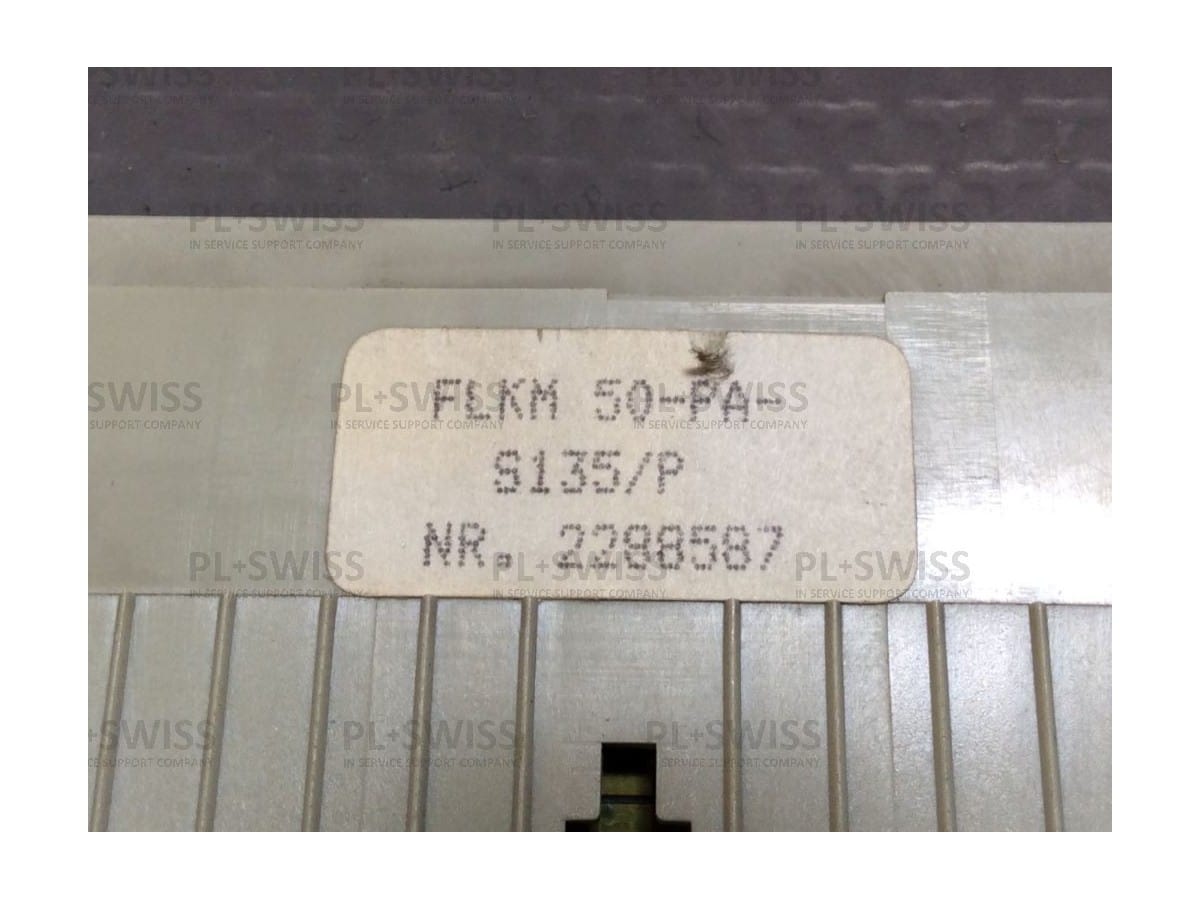 PL+SWISS
IN SERVICE SUPPORT COMPANY
FLKM 50-PA-
S135/P
NR. 2288587